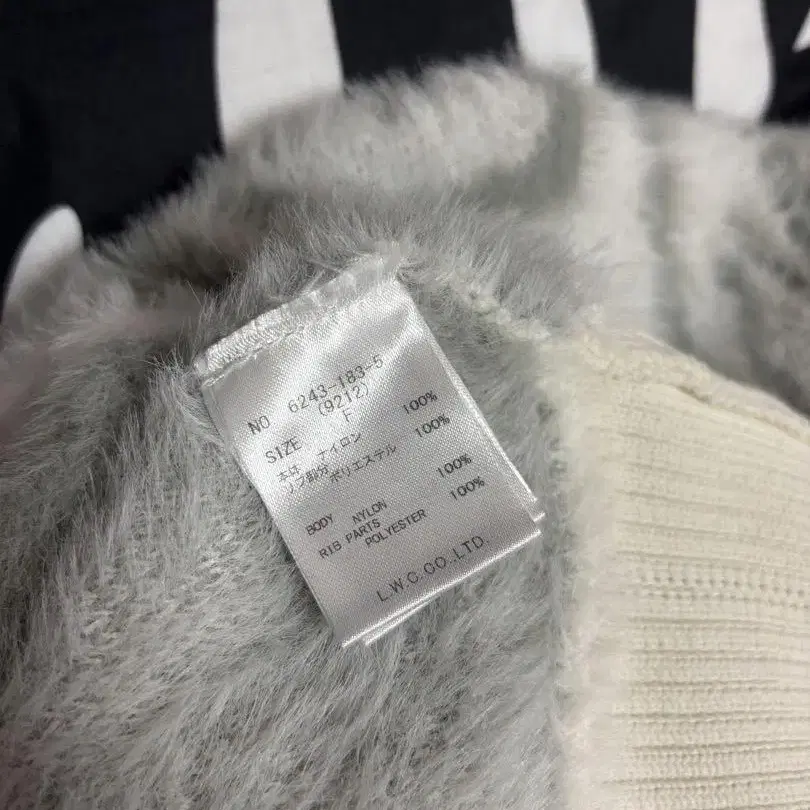 NO 6243-183-5
(9212)
SIZE F
本体 ナイロン 100%
リブ部分 ポリエステル 100%
BODY NYLON 100%
RIB PARTS POLYESTER 100%
L.W.C.CO.,LTD.